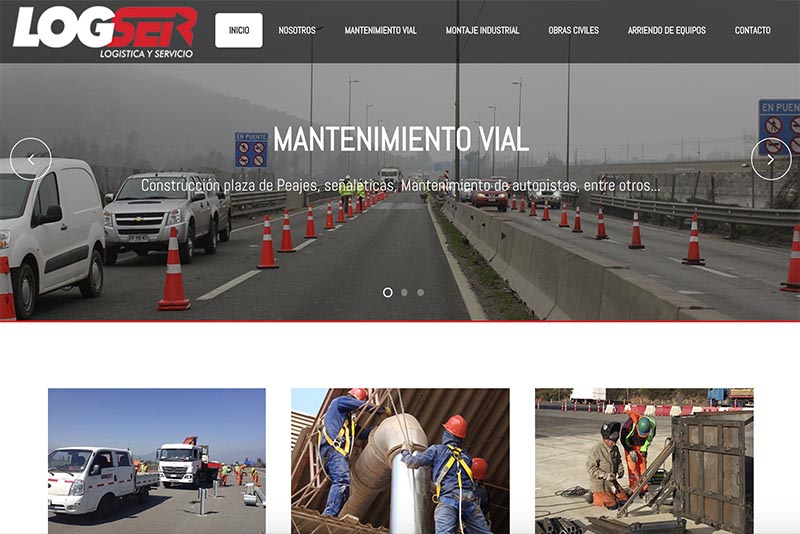 LOGSER
LOGISTICA Y SERVICIO
INICIO
NOSOTROS
MANTENIMIENTO VIAL
MONTAJE INDUSTRIAL
OBRAS CIVILES
ARRIENDO DE EQUIPOS
CONTACTO
EN PUENTE
EN PUENTE
MANTENIMIENTO VIAL
Construcción plaza de Peajes, señaléticas, Mantenimiento de autopistas, entre otros...